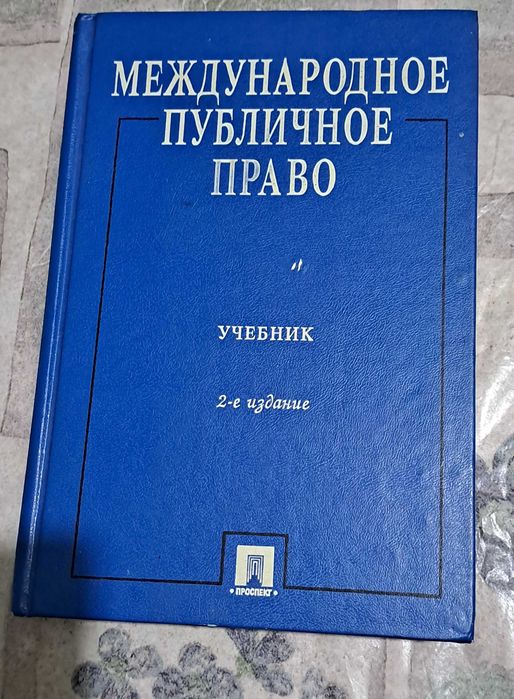 МЕЖДУНАРОДНОЕ
ПУБЛИЧНОЕ
ПРАВО
УЧЕБНИК
2-е издание
• ПРОСПЕКТ •